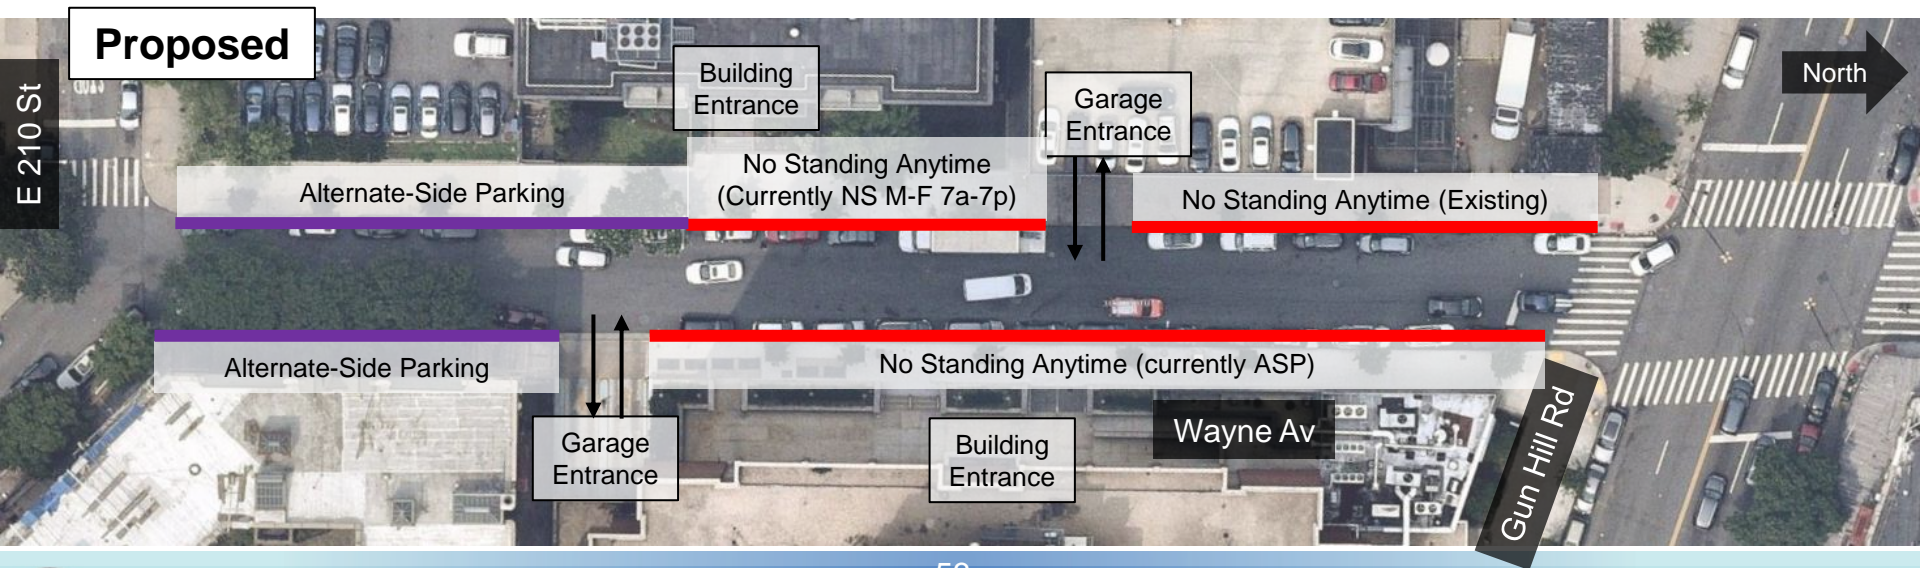 Proposed
E 210 St
North
Building
Entrance
Garage
Entrance
No Standing Anytime
(Currently NS M-F 7a-7p)
Alternate-Side Parking
No Standing Anytime (Existing)
Alternate-Side Parking
No Standing Anytime (currently ASP)
Garage
Entrance
Building
Entrance
Wayne Av
Gun Hill Rd